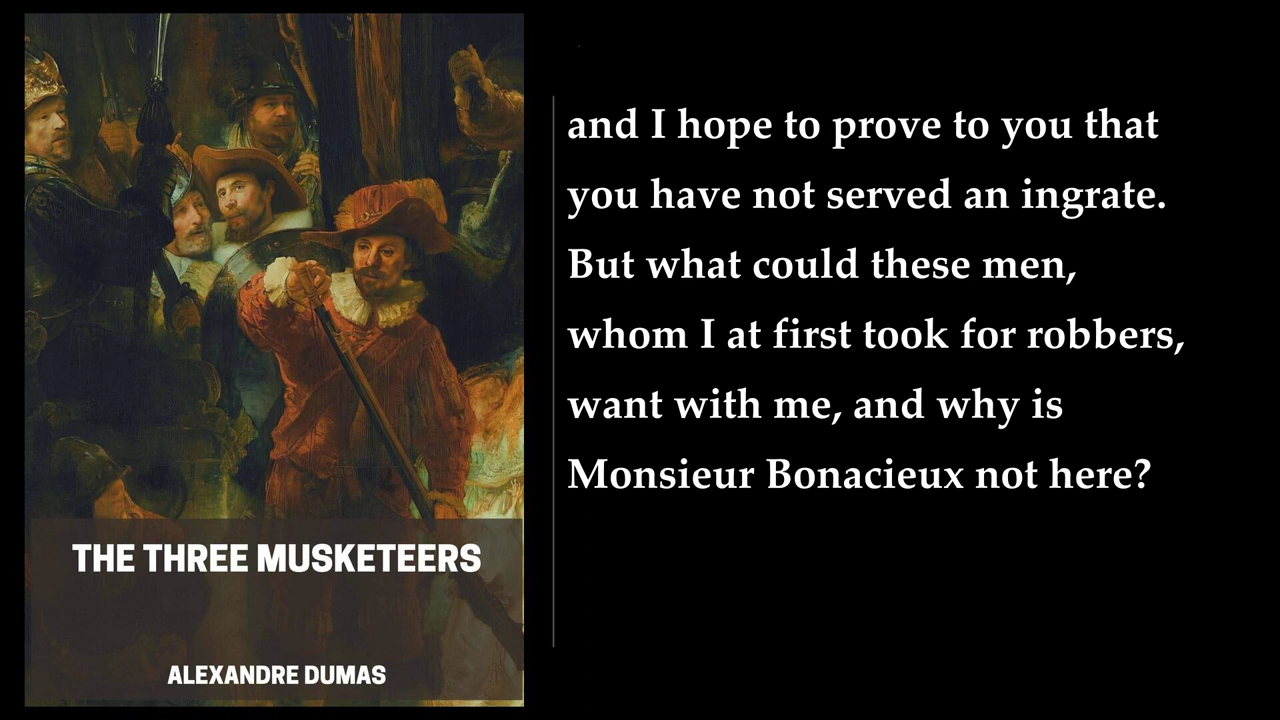 THE THREE MUSKETEERS
ALEXANDRE DUMAS
and I hope to prove to you that
you have not served an ingrate.
But what could these men,
whom I at first took for robbers,
want with me, and why is
Monsieur Bonacieux not here?